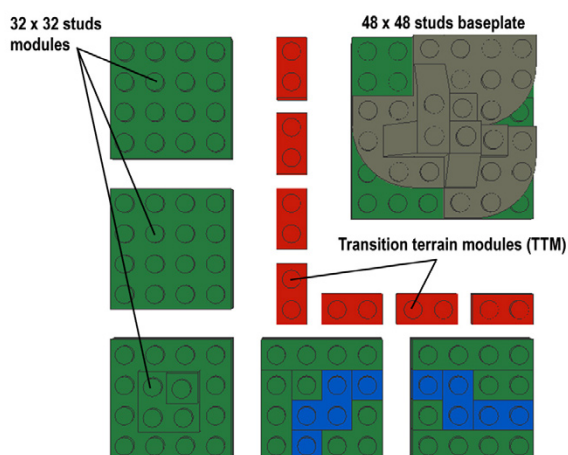 32 x 32 studs
modules
48 x 48 studs baseplate
Transition terrain modules (TTM)